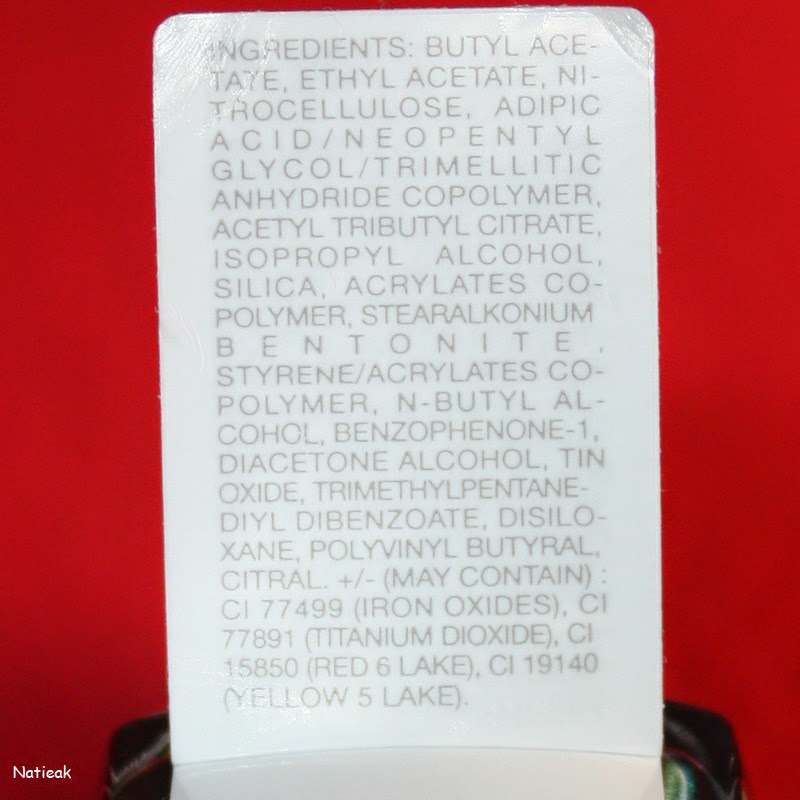 INGREDIENTS: BUTYL ACE-
TATE, ETHYL ACETATE, NI-
TROCELLULOSE, ADIPIC
ACID/NEOPENTYL
GLYCOL/TRIMELLITIC
ANHYDRIDE COPOLYMER,
ACETYL TRIBUTYL CITRATE,
ISOPROPYL ALCOHOL,
SILICA, ACRYLATES CO-
POLYMER, STEARALKONIUM
BENTONITE,
STYRENE/ACRYLATES CO-
POLYMER, N-BUTYL AL-
COHOL, BENZOPHENONE-1,
DIACETONE ALCOHOL, TIN
OXIDE, TRIMETHYLPENTANE-
DIYL DIBENZOATE, DISILO-
XANE, POLYVINYL BUTYRAL,
CITRAL. +/- (MAY CONTAIN) :
CI 77499 (IRON OXIDES), CI
77891 (TITANIUM DIOXIDE), CI
15850 (RED 6 LAKE), CI 19140
(YELLOW 5 LAKE).
Natieak